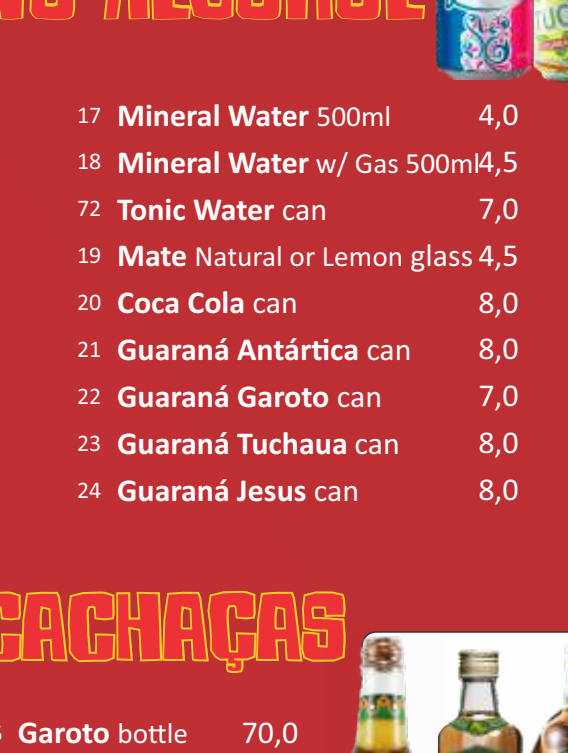 NO ALCOHOL
17 Mineral Water 500ml 4,0
18 Mineral Water w/ Gas 500ml 4,5
72 Tonic Water can 7,0
19 Mate Natural or Lemon glass 4,5
20 Coca Cola can 8,0
21 Guaraná Antártica can 8,0
22 Guaraná Garoto can 7,0
23 Guaraná Tuchaua can 8,0
24 Guaraná Jesus can 8,0
CACHAÇAS
Garoto bottle 70,0